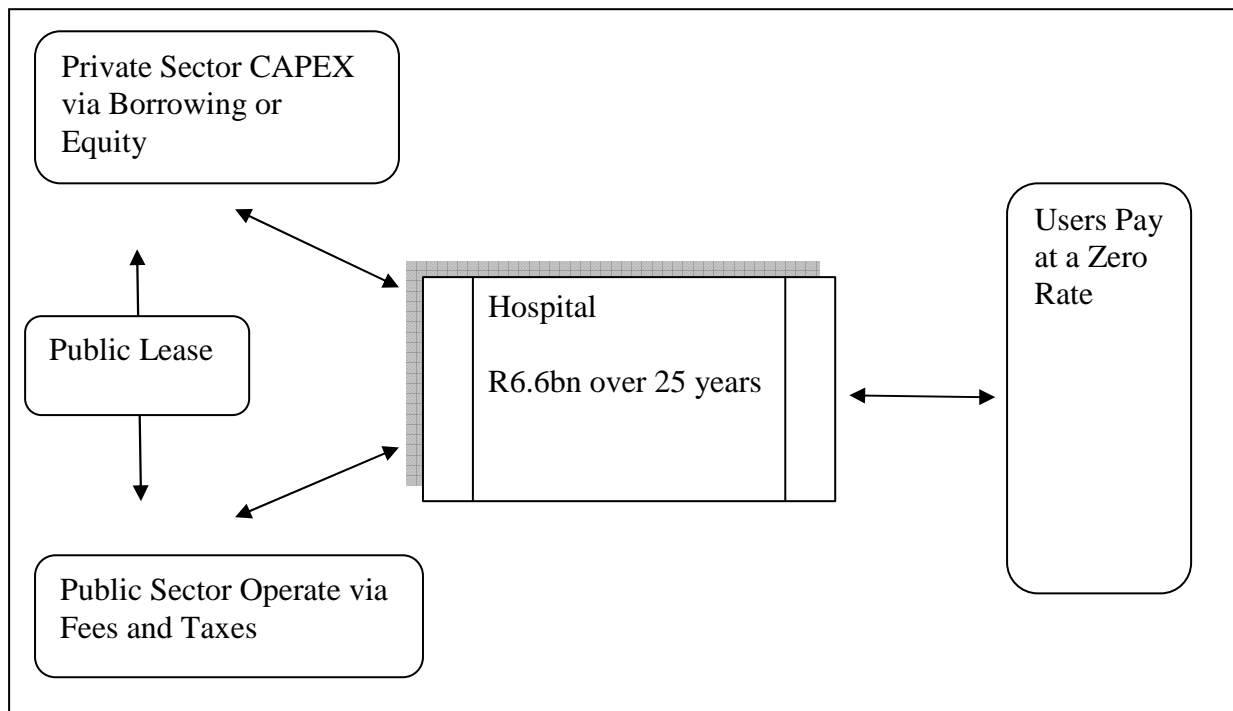 Private Sector CAPEX
via Borrowing or
Equity
Public Lease
Public Sector Operate via
Fees and Taxes
Hospital
R6.6bn over 25 years
Users Pay
at a Zero
Rate